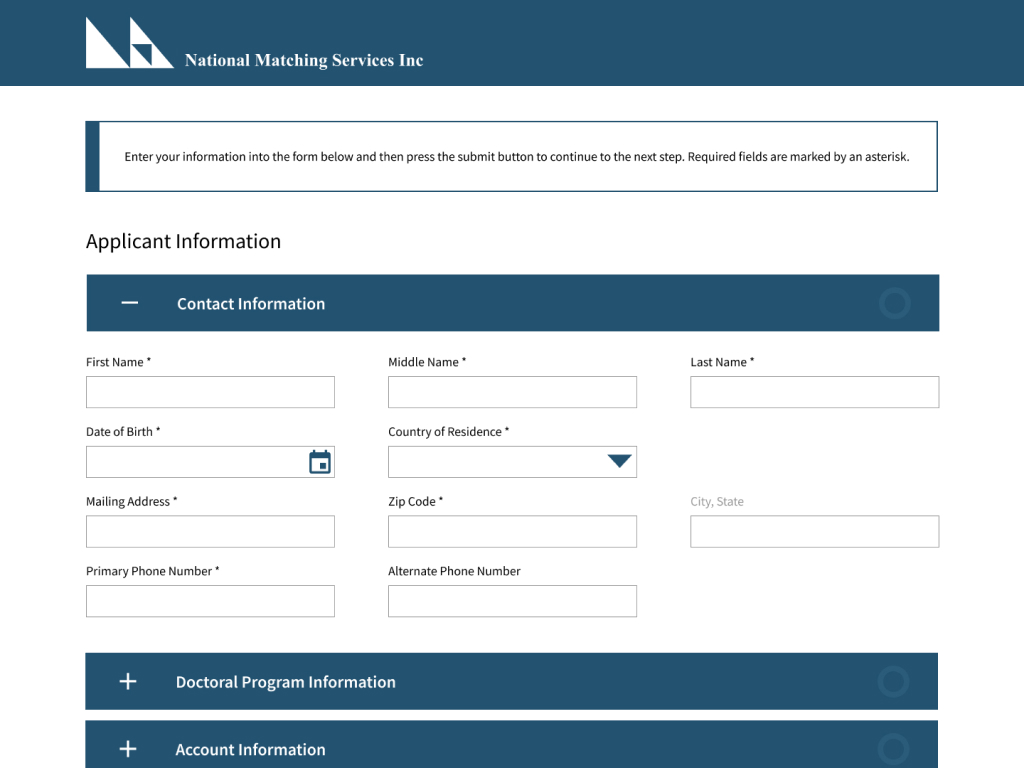 National Matching Services Inc
Enter your information into the form below and then press the submit button to continue to the next step. Required fields are marked by an asterisk.
Applicant Information
Contact Information
First Name *
Middle Name *
Last Name *
Date of Birth *
Country of Residence *
Mailing Address *
Zip Code *
City, State
Primary Phone Number *
Alternate Phone Number
Doctoral Program Information
Account Information